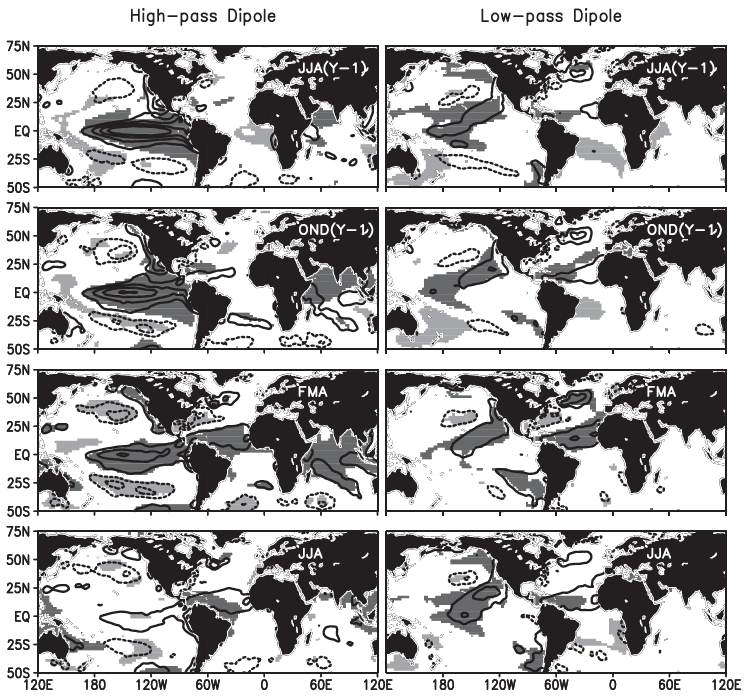 High-pass Dipole Low-pass Dipole
75N JJA(Y-1) JJA(Y-1)
50N
25N
EQ
25S
50S
75N
50N OND(Y-1) OND(Y-1)
25N
EQ
25S
50S
75N
50N FMA FMA
25N
EQ
25S
50S
75N
50N JJA JJA
25N
EQ
25S
50S
120E 180 120W 60W 0 60E 120E 180 120W 60W 0 60E 120E